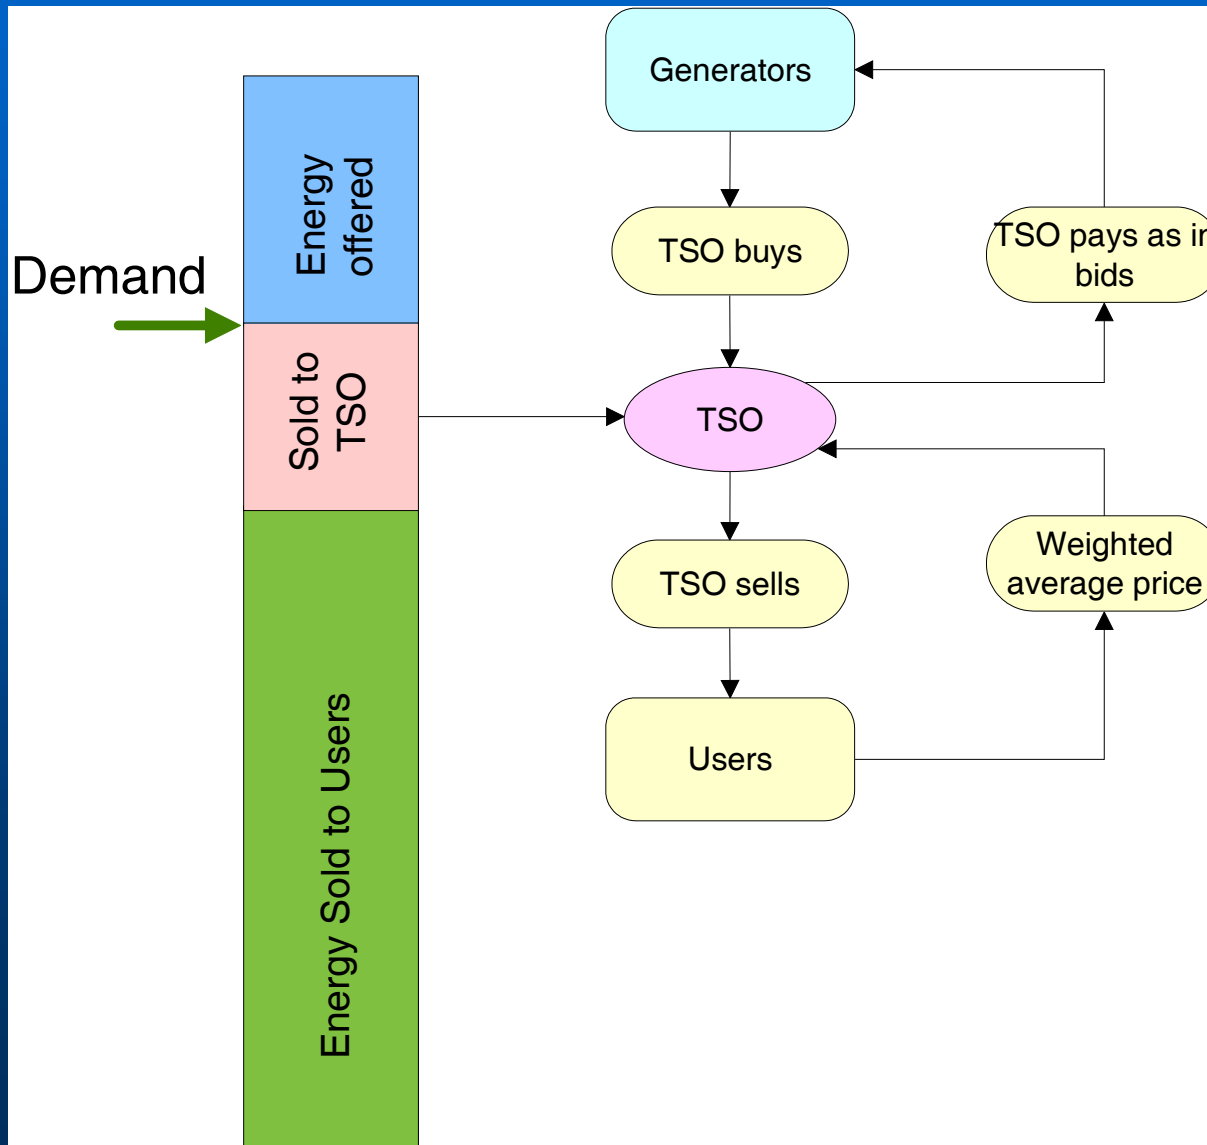 Generators
Energy
offered
TSO buys
TSO pays as in
bids
Demand
Sold to
TSO
TSO
Weighted
average price
TSO sells
Energy Sold to Users
Users